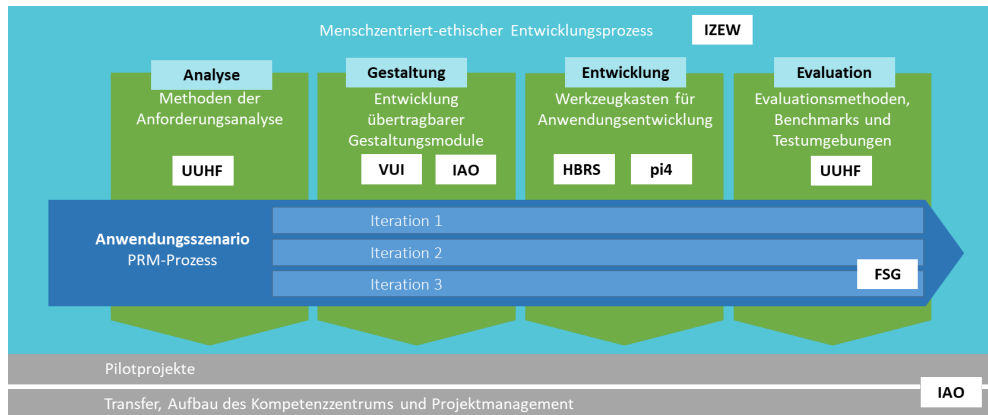 Menschzentriert-ethischer Entwicklungsprozess IZEW
Analyse
Methoden der
Anforderungsanalyse
UUHF
Gestaltung
Entwicklung
übertragbarer
Gestaltungsmodule
VUI IAO
Entwicklung
Werkzeugkasten für
Anwendungsentwicklung
HBRS pi4
Evaluation
Evaluationsmethoden,
Benchmarks und
Testumgebungen
UUHF
Anwendungsszenario
PRM-Prozess
Iteration 1
Iteration 2
Iteration 3
FSG
Pilotprojekte
Transfer, Aufbau des Kompetenzzentrums und Projektmanagement
IAO